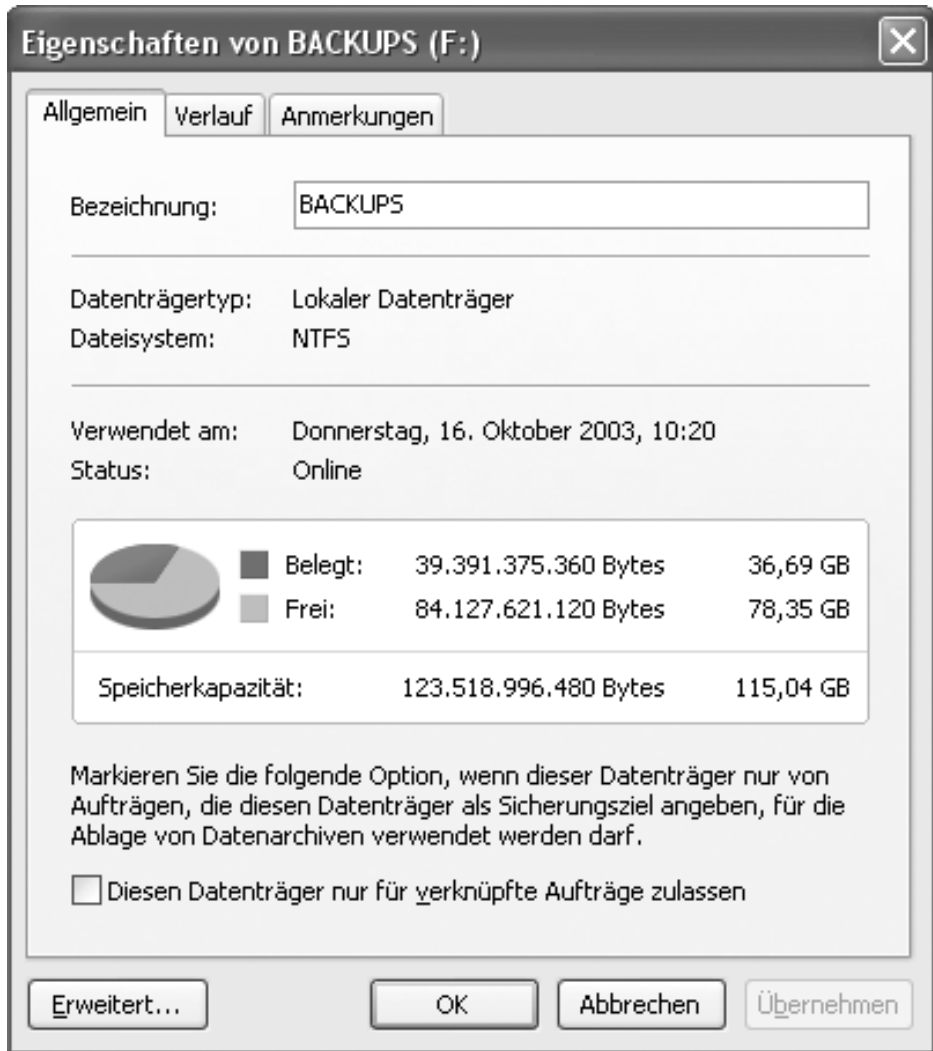 Eigenschaften von BACKUPS (F:)
Allgemein Verlauf Anmerkungen
Bezeichnung: BACKUPS
Datenträgertyp: Lokaler Datenträger
Dateisystem: NTFS
Verwendet am: Donnerstag, 16. Oktober 2003, 10:20
Status: Online
Belegt: 39.391.375.360 Bytes 36,69 GB
Frei: 84.127.621.120 Bytes 78,35 GB
Speicherkapazität: 123.518.996.480 Bytes 115,04 GB
Markieren Sie die folgende Option, wenn dieser Datenträger nur von
Aufträgen, die diesen Datenträger als Sicherungsziel angeben, für die
Ablage von Datenarchiven verwendet werden darf.
Diesen Datenträger nur für verknüpfte Aufträge zulassen
Erweitert... OK Abbrechen Übernehmen